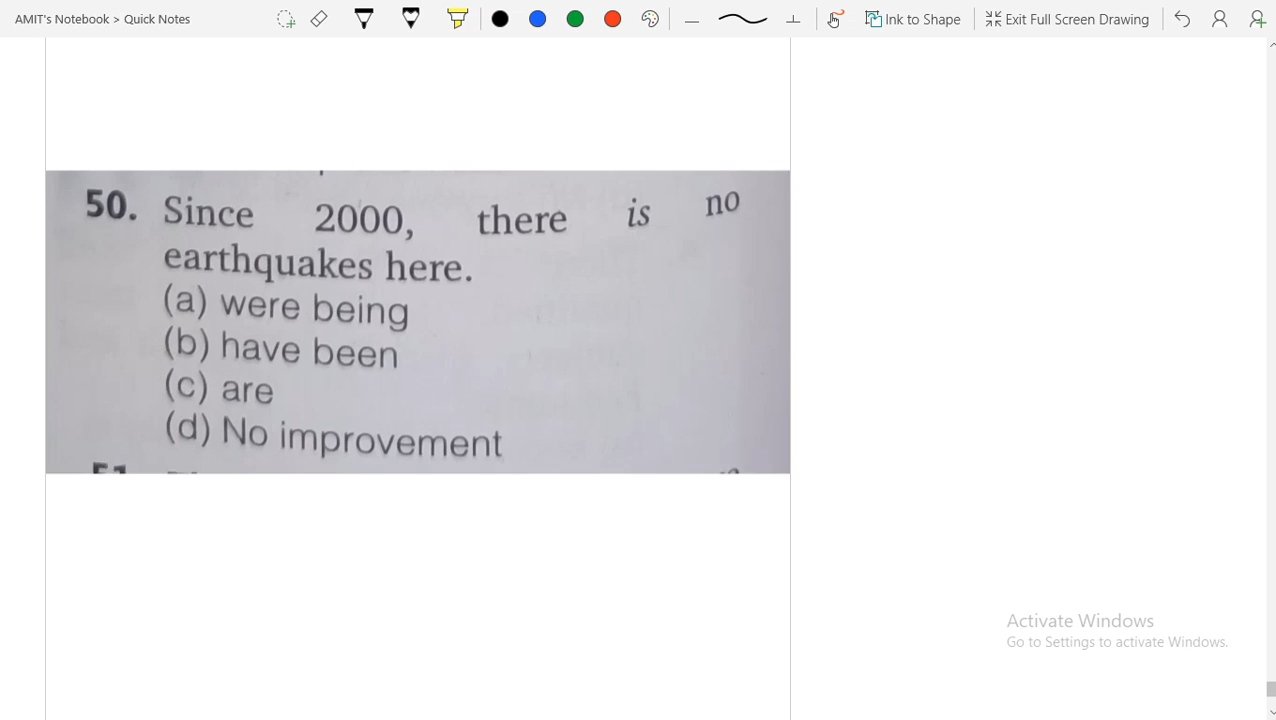 AMIT's Notebook > Quick Notes
Ink to Shape
Exit Full Screen Drawing
50. Since 2000, there is no
earthquakes here.
(a) were being
(b) have been
(c) are
(d) No improvement
51
Activate Windows
Go to Settings to activate Windows.